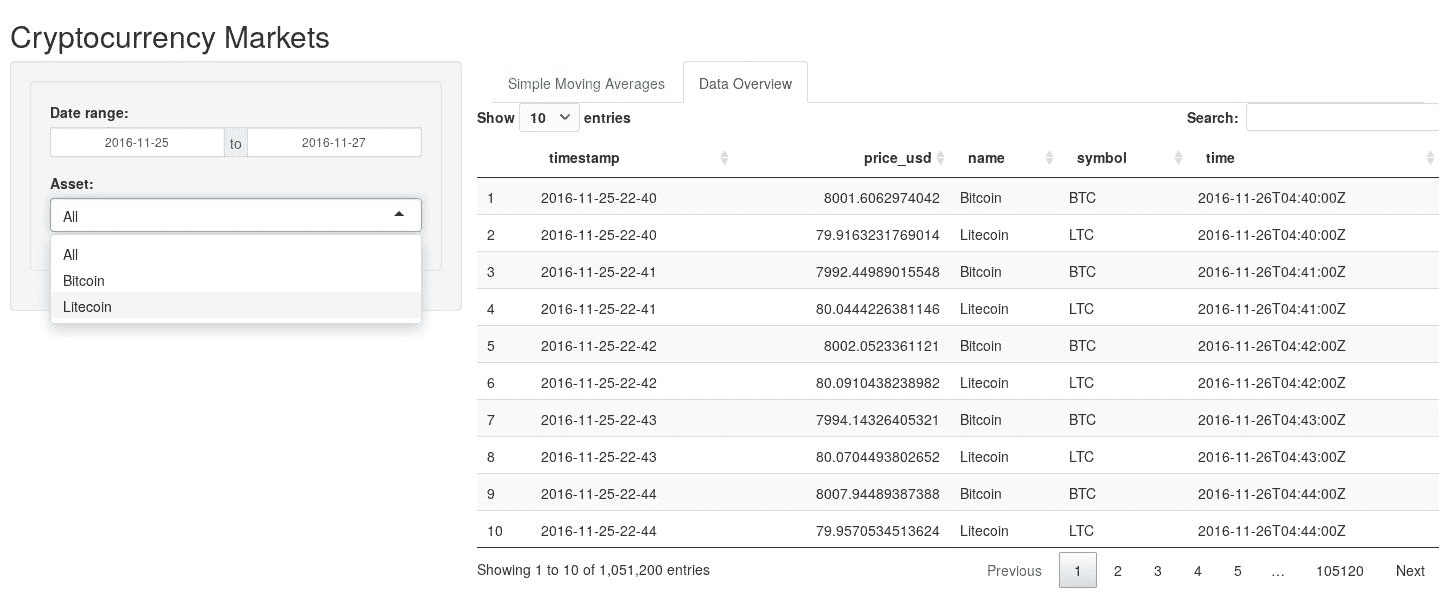 Cryptocurrency Markets
Date range:
2016-11-25 to 2016-11-27
Asset:
All
All
Bitcoin
Litecoin
Simple Moving Averages Data Overview
Show 10 entries Search:
timestamp price_usd name symbol time
1 2016-11-25-22-40 8001.6062974042 Bitcoin BTC 2016-11-26T04:40:00Z
2 2016-11-25-22-40 79.9163231769014 Litecoin LTC 2016-11-26T04:40:00Z
3 2016-11-25-22-41 7992.44989015548 Bitcoin BTC 2016-11-26T04:41:00Z
4 2016-11-25-22-41 80.0444226381146 Litecoin LTC 2016-11-26T04:41:00Z
5 2016-11-25-22-42 8002.0523361121 Bitcoin BTC 2016-11-26T04:42:00Z
6 2016-11-25-22-42 80.0910438238982 Litecoin LTC 2016-11-26T04:42:00Z
7 2016-11-25-22-43 7994.14326405321 Bitcoin BTC 2016-11-26T04:43:00Z
8 2016-11-25-22-43 80.0704493802652 Litecoin LTC 2016-11-26T04:43:00Z
9 2016-11-25-22-44 8007.94489387388 Bitcoin BTC 2016-11-26T04:44:00Z
10 2016-11-25-22-44 79.9570534513624 Litecoin LTC 2016-11-26T04:44:00Z
Showing 1 to 10 of 1,051,200 entries Previous 1 2 3 4 5 … 105120 Next